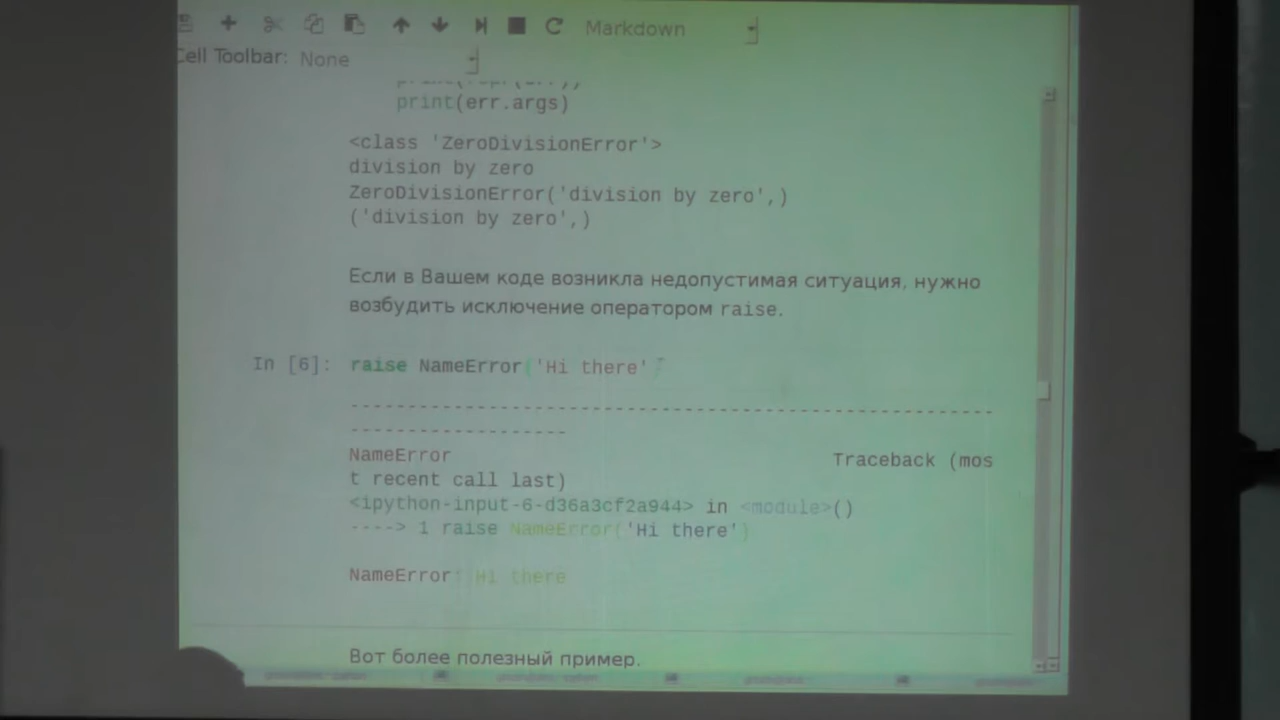 Markdown
Cell Toolbar: None
print(err.args)
<class 'ZeroDivisionError'>
division by zero
ZeroDivisionError('division by zero',)
('division by zero',)
Если в Вашем коде возникла недопустимая ситуация, нужно
возбудить исключение оператором raise.
In [6]: raise NameError('Hi there')
---------------------------------------------------------
-------------------
NameError Traceback (mos
t recent call last)
<ipython-input-6-d36a3cf2a944> in <module>()
----> 1 raise NameError('Hi there')
NameError: Hi there
Вот более полезный пример.